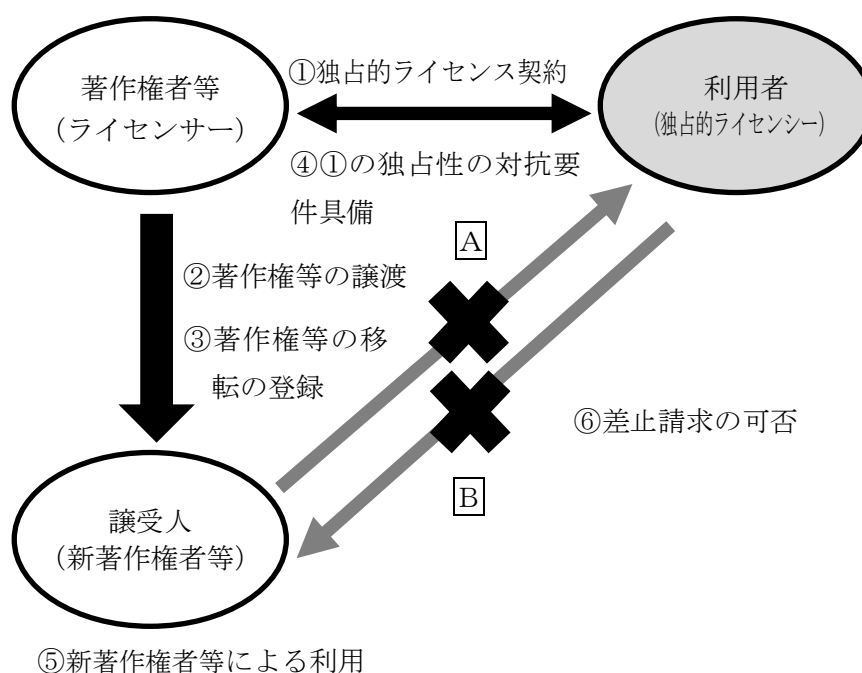 著作権者等
(ライセンサー)
①独占的ライセンス契約
利用者
(独占的ライセンシー)
④①の独占性の対抗要
件具備
A
②著作権等の譲渡
③著作権等の移
転の登録
⑥差止請求の可否
B
譲受人
(新著作権者等)
⑤新著作権者等による利用